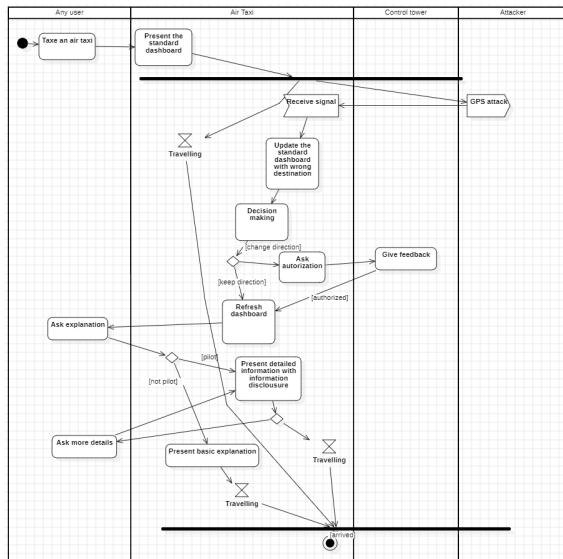 Any user
Air Taxi
Control tower
Attacker
Taxe an air taxi
Present the
standard
dashboard
Receive signal
GPS attack
Travelling
Update the
standard
dashboard
with wrong
destination
Decision
making
[change direction]
Ask
autorization
Give feedback
[keep direction]
[authorized]
Refresh
dashboard
Ask explanation
[pilot]
Present detailed
information with
information
disclousure
[not pilot]
Ask more details
Present basic explanation
Travelling
Travelling
[arrived]